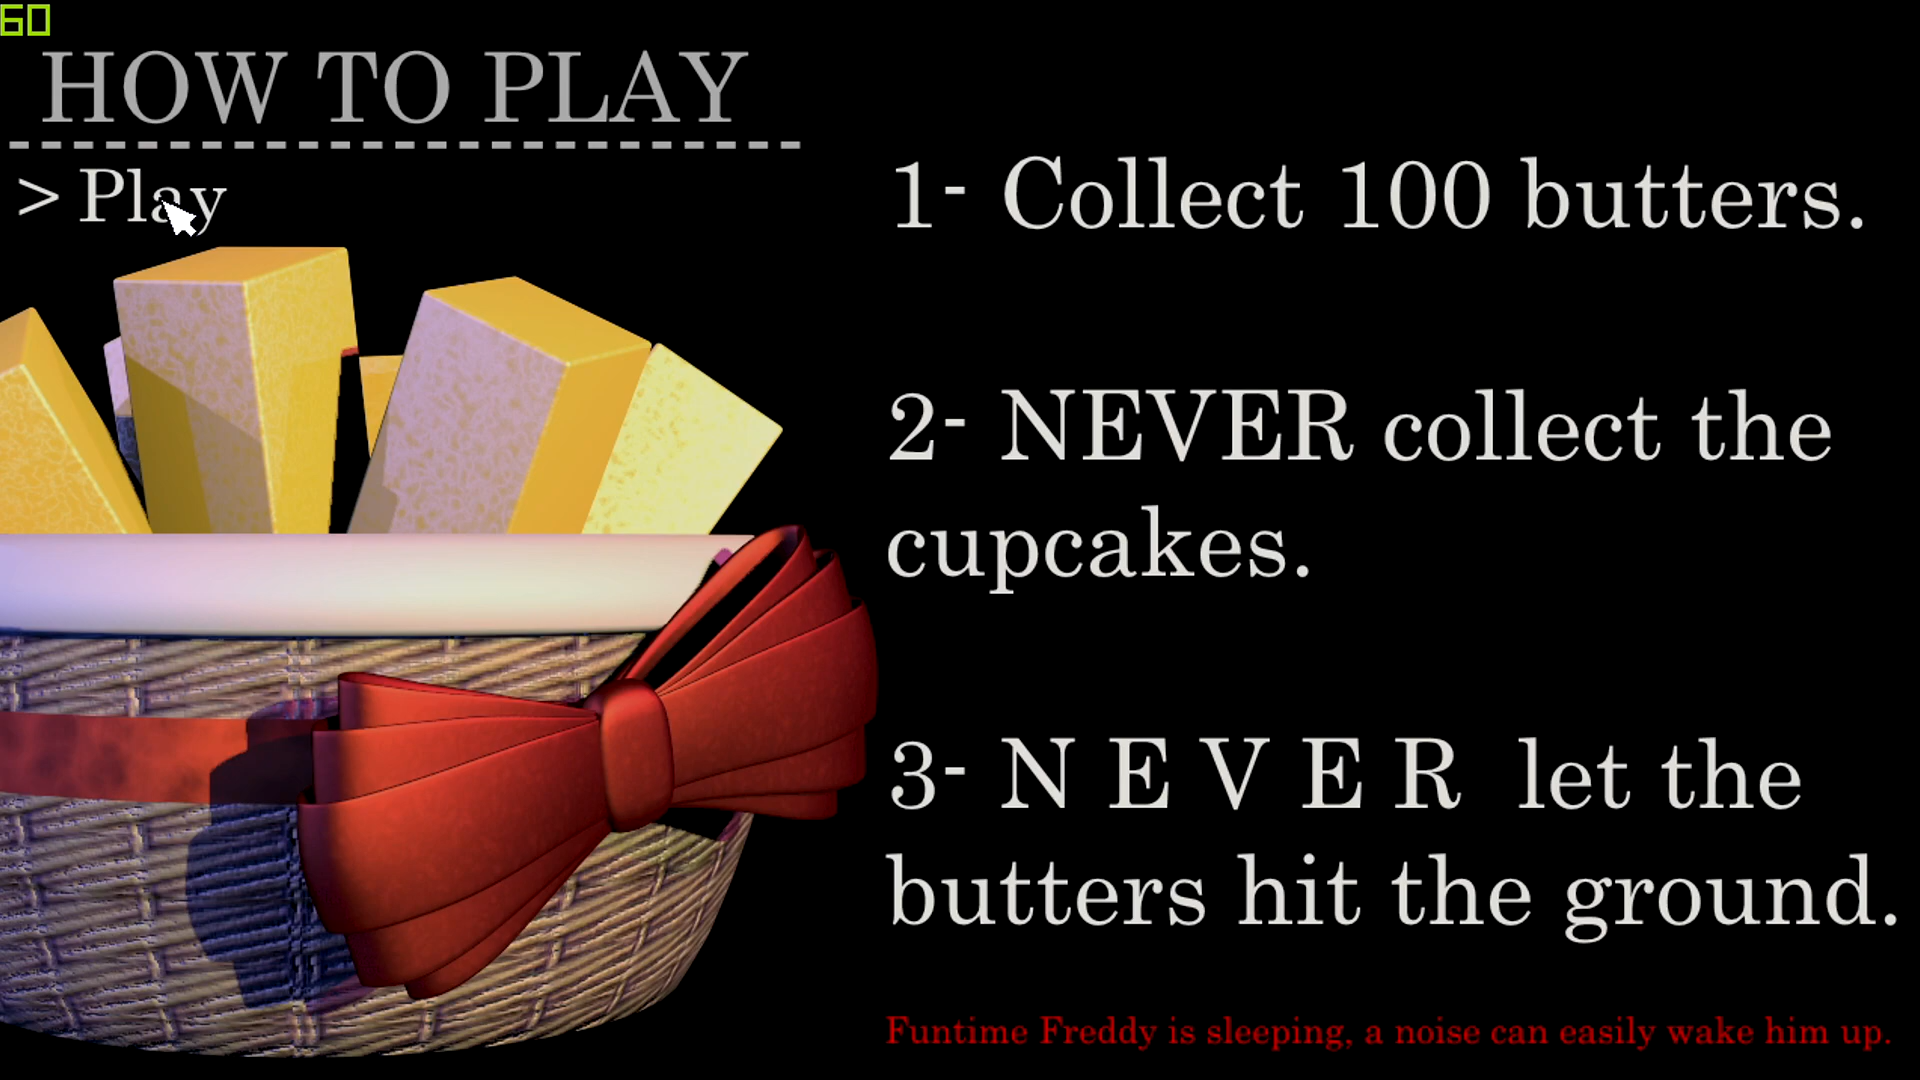 60
HOW TO PLAY
> Play
1- Collect 100 butters.
2- NEVER collect the
cupcakes.
3- N E V E R let the
butters hit the ground.
Funtime Freddy is sleeping, a noise can easily wake him up.